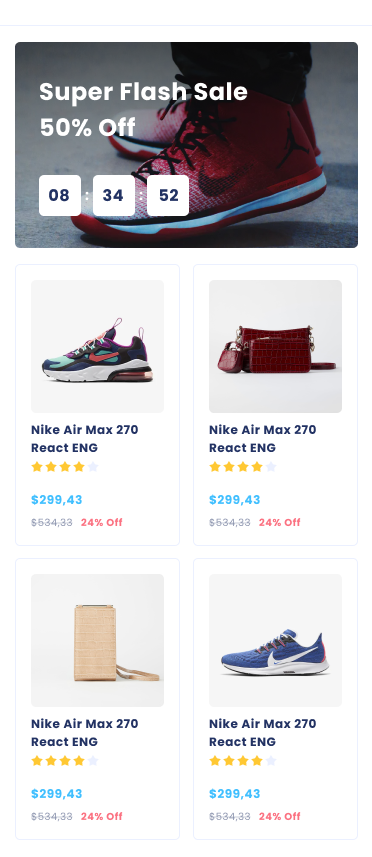 Super Flash Sale
50% Off
08 : 34 : 52
Nike Air Max 270
React ENG
$299,43
$534,33 24% Off
Nike Air Max 270
React ENG
$299,43
$534,33 24% Off
Nike Air Max 270
React ENG
$299,43
$534,33 24% Off
Nike Air Max 270
React ENG
$299,43
$534,33 24% Off